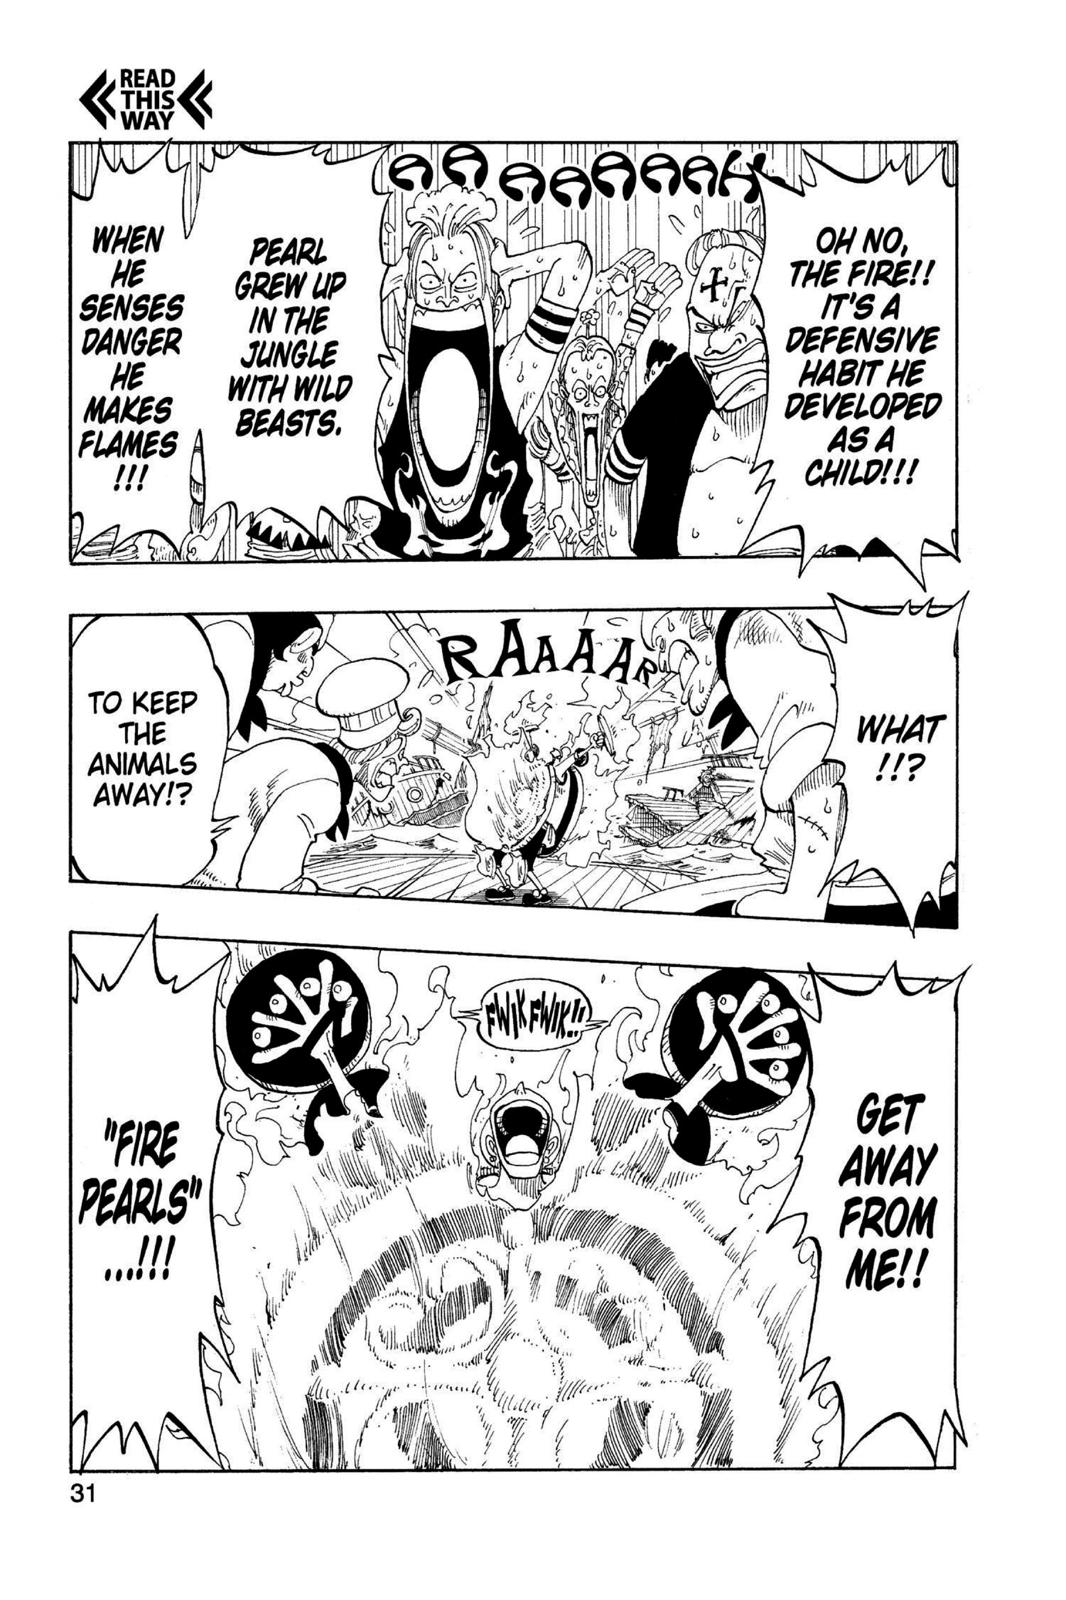 READ
THIS
WAY
AAAAAAAAH
OH NO,
THE FIRE!!
IT'S A
DEFENSIVE
HABIT HE
DEVELOPED
AS A
CHILD!!!
PEARL
GREW UP
IN THE
JUNGLE
WITH WILD
BEASTS.
WHEN
HE
SENSES
DANGER
HE
MAKES
FLAMES
!!!
WHAT
!!?
RAAAAR
TO KEEP
THE
ANIMALS
AWAY!?
GET
AWAY
FROM
ME!!
FWIK FWIK!!
"FIRE
PEARLS"
...!!!
31